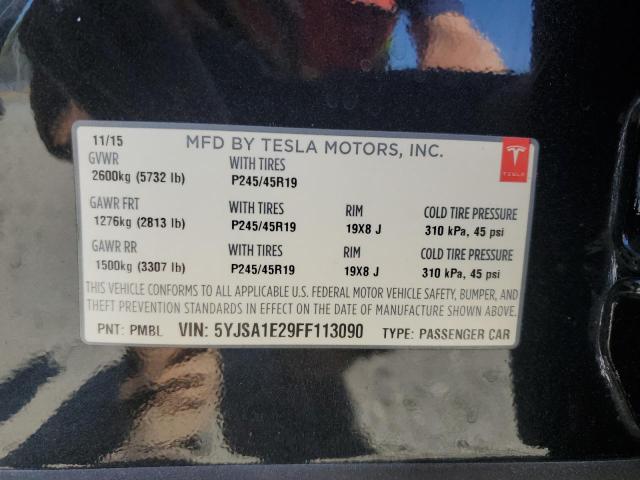 11/15 MFD BY TESLA MOTORS, INC.
GVWR WITH TIRES
2600kg (5732 lb) P245/45R19
TESLA
GAWR FRT WITH TIRES RIM COLD TIRE PRESSURE
1276kg (2813 lb) P245/45R19 19X8 J 310 kPa, 45 psi
GAWR RR WITH TIRES RIM COLD TIRE PRESSURE
1500kg (3307 lb) P245/45R19 19X8 J 310 kPa, 45 psi
THIS VEHICLE CONFORMS TO ALL APPLICABLE U.S. FEDERAL MOTOR VEHICLE SAFETY, BUMPER, AND
THEFT PREVENTION STANDARDS IN EFFECT ON THE DATE OF MANUFACTURE SHOWN ABOVE.
PNT: PMBL VIN: 5YJSA1E29FF113090 TYPE: PASSENGER CAR